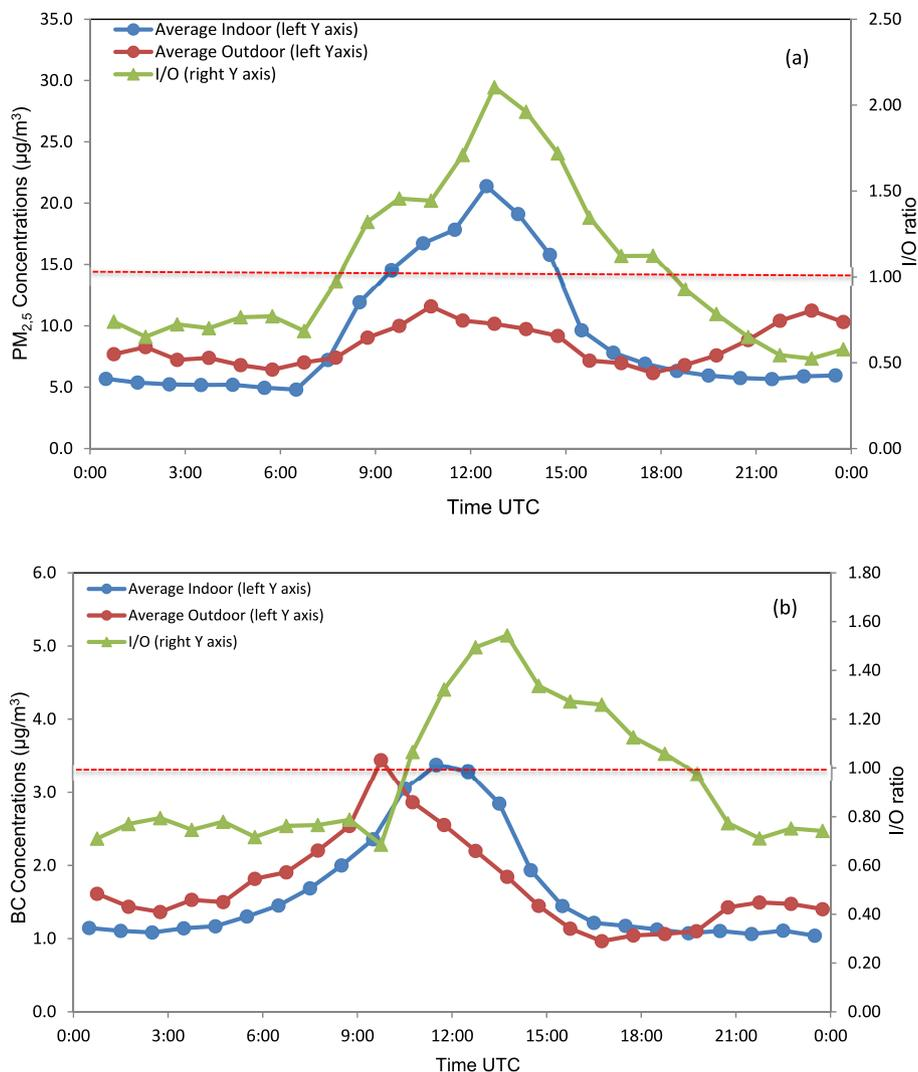 35.0
30.0
25.0
20.0
15.0
10.0
5.0
0.0
PM2,5 Concentrations (µg/m³)
Average Indoor (left Y axis)
Average Outdoor (left Yaxis)
I/O (right Y axis)
(a)
2.50
2.00
1.50
1.00
0.50
0.00
I/O ratio
0:00 3:00 6:00 9:00 12:00 15:00 18:00 21:00 0:00
Time UTC
6.0
5.0
4.0
3.0
2.0
1.0
0.0
BC Concentrations (µg/m³)
Average Indoor (left Y axis)
Average Outdoor (left Y axis)
I/O (right Y axis)
(b)
1.80
1.60
1.40
1.20
1.00
0.80
0.60
0.40
0.20
0.00
I/O ratio
0:00 3:00 6:00 9:00 12:00 15:00 18:00 21:00 0:00
Time UTC